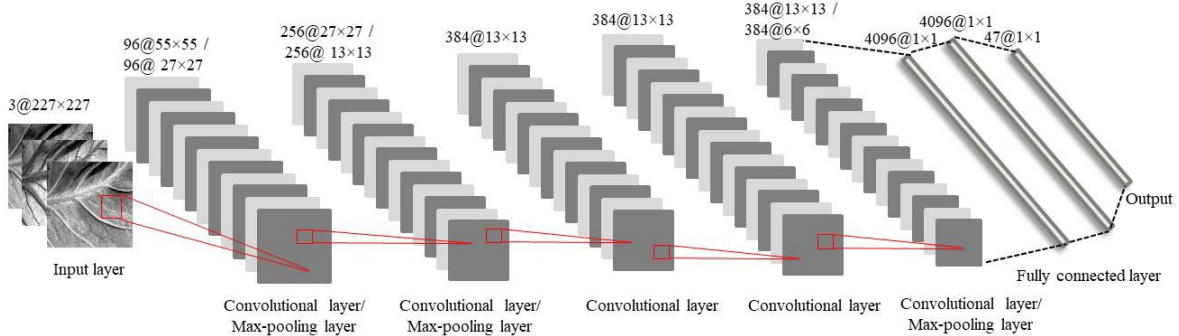 3@227×227
96@55×55 /
96@ 27×27
256@27×27 /
256@ 13×13
384@13×13
384@13×13
384@13×13 /
384@6×6
4096@1×1
4096@1×1
47@1×1
Output
Input layer
Convolutional layer/
Max-pooling layer
Convolutional layer/
Max-pooling layer
Convolutional layer
Convolutional layer
Convolutional layer/
Max-pooling layer
Fully connected layer